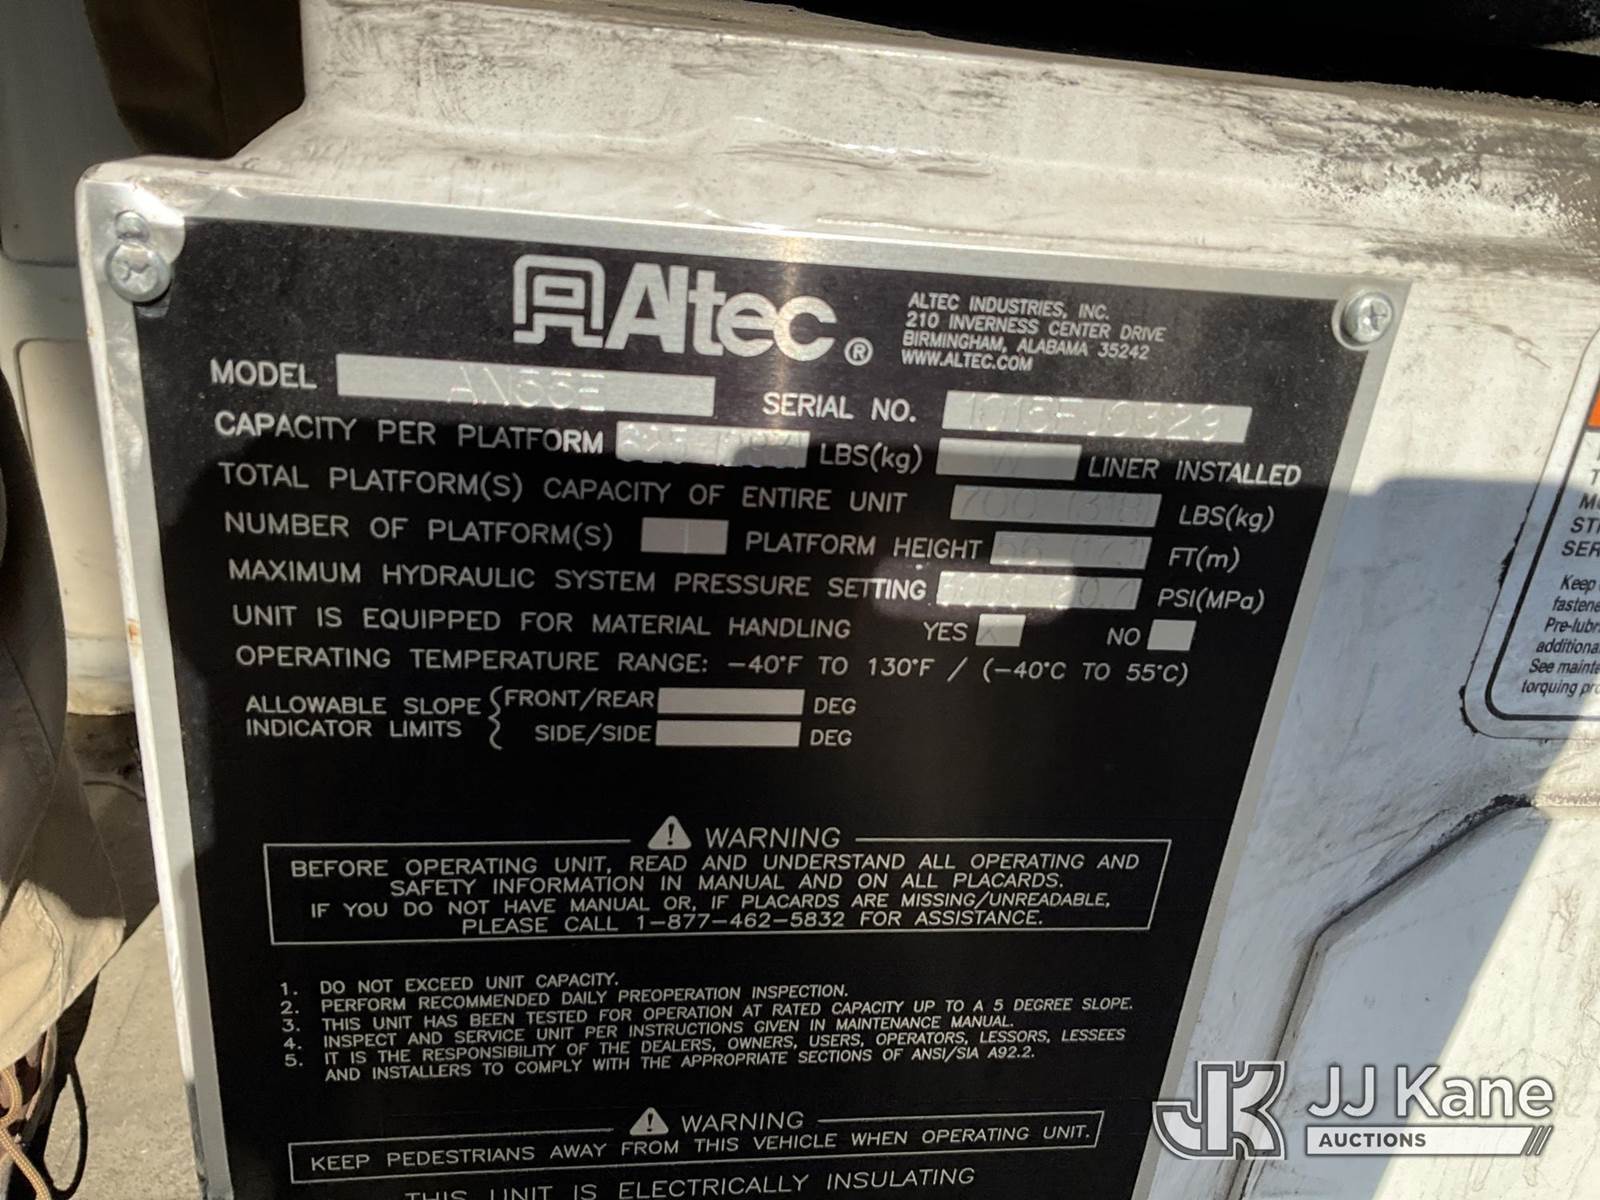 Altec®
ALTEC INDUSTRIES, INC.
210 INVERNESS CENTER DRIVE
BIRMINGHAM, ALABAMA 35242
WWW.ALTEC.COM
MODEL
SERIAL NO.
CAPACITY PER PLATFORM LBS(kg) W LINER INSTALLED
TOTAL PLATFORM(S) CAPACITY OF ENTIRE UNIT 700 LBS(kg)
NUMBER OF PLATFORM(S) PLATFORM HEIGHT FT(m)
MAXIMUM HYDRAULIC SYSTEM PRESSURE SETTING PSI(MPa)
UNIT IS EQUIPPED FOR MATERIAL HANDLING YES X NO
OPERATING TEMPERATURE RANGE: -40°F TO 130°F / (-40°C TO 55°C)
ALLOWABLE SLOPE FRONT/REAR DEG
INDICATOR LIMITS SIDE/SIDE DEG
WARNING
BEFORE OPERATING UNIT, READ AND UNDERSTAND ALL OPERATING AND
SAFETY INFORMATION IN MANUAL AND ON ALL PLACARDS.
IF YOU DO NOT HAVE MANUAL OR, IF PLACARDS ARE MISSING/UNREADABLE,
PLEASE CALL 1-877-462-5832 FOR ASSISTANCE.
1. DO NOT EXCEED UNIT CAPACITY.
2. PERFORM RECOMMENDED DAILY PREOPERATION INSPECTION.
3. THIS UNIT HAS BEEN TESTED FOR OPERATION AT RATED CAPACITY UP TO A 5 DEGREE SLOPE.
4. INSPECT AND SERVICE UNIT PER INSTRUCTIONS GIVEN IN MAINTENANCE MANUAL.
5. IT IS THE RESPONSIBILITY OF THE DEALERS, OWNERS, USERS, OPERATORS, LESSORS, LESSEES
AND INSTALLERS TO COMPLY WITH THE APPROPRIATE SECTIONS OF ANSI/SIA A92.2.
WARNING
KEEP PEDESTRIANS AWAY FROM THIS VEHICLE WHEN OPERATING UNIT.
THIS UNIT IS ELECTRICALLY INSULATING
Keep
Pre-lubr
additiona
See mainte
torquing pro
JK JJ Kane
AUCTIONS